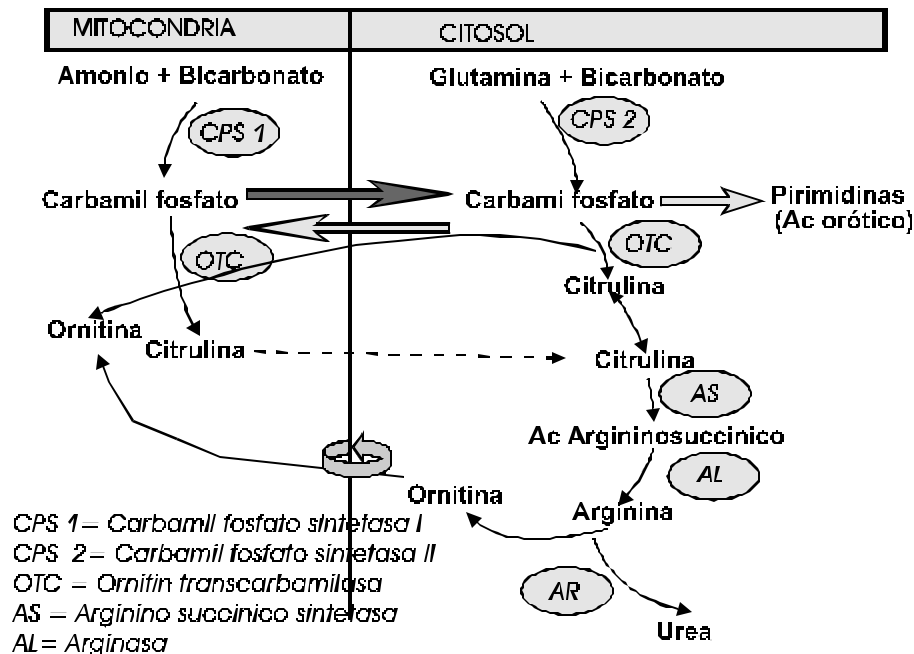 MITOCONDRIA
CITOSOL
Amonio + Bicarbonato
Glutamina + Bicarbonato
CPS 1
CPS 2
Carbamil fosfato
Carbami fosfato
Pirimidinas
(Ac orótico)
OTC
OTC
Citrulina
Ornitina
Citrulina
Citrulina
AS
Ac Argininosuccinico
AL
Ornitina
Arginina
AR
Urea
CPS 1= Carbamil fosfato sintetasa I
CPS 2= Carbamil fosfato sintetasa II
OTC = Ornitin transcarbamilasa
AS = Arginino succinico sintetasa
AL= Arginasa